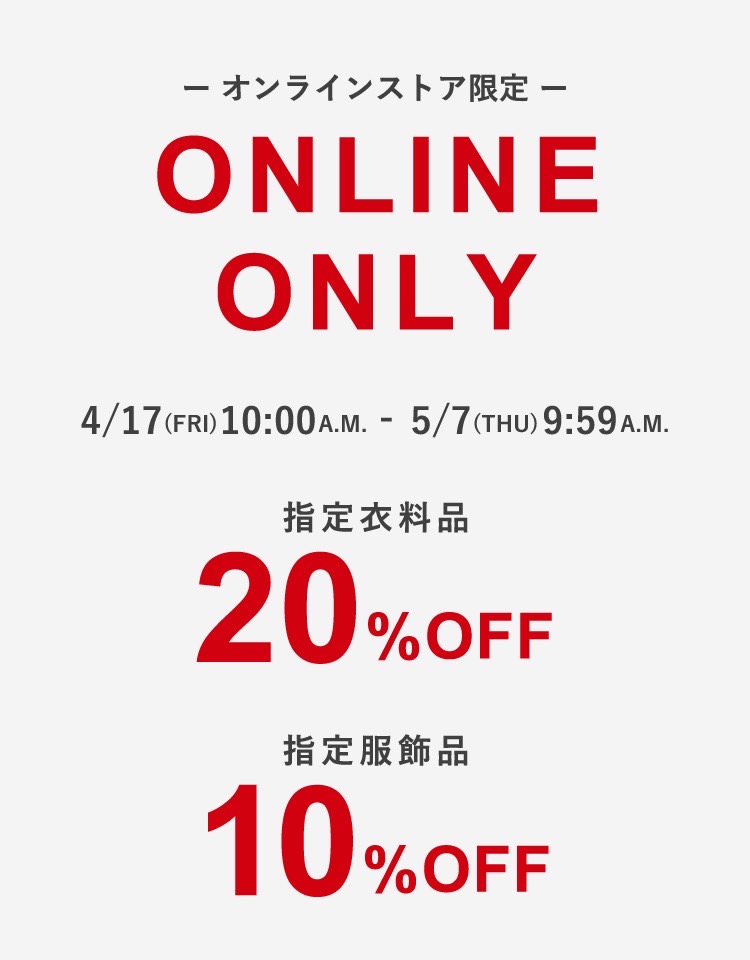 ー オンラインストア限定 ー
ONLINE
ONLY
4/17(FRI)10:00A.M. - 5/7(THU)9:59A.M.
指定衣料品
20%OFF
指定服飾品
10%OFF